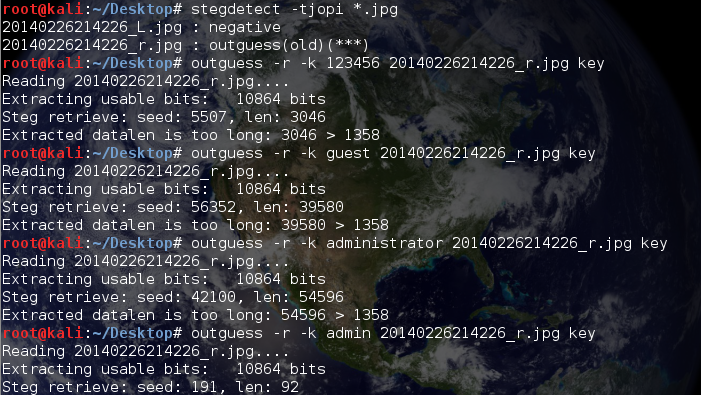 root@kali:~/Desktop# stegdetect -tjopi *.jpg
20140226214226_L.jpg : negative
20140226214226_r.jpg : outguess(old)(***)
root@kali:~/Desktop# outguess -r -k 123456 20140226214226_r.jpg key
Reading 20140226214226_r.jpg....
Extracting usable bits:   10864 bits
Steg retrieve: seed: 5507, len: 3046
Extracted datalen is too long: 3046 > 1358
root@kali:~/Desktop# outguess -r -k guest 20140226214226_r.jpg key
Reading 20140226214226_r.jpg....
Extracting usable bits:   10864 bits
Steg retrieve: seed: 56352, len: 39580
Extracted datalen is too long: 39580 > 1358
root@kali:~/Desktop# outguess -r -k administrator 20140226214226_r.jpg key
Reading 20140226214226_r.jpg....
Extracting usable bits:   10864 bits
Steg retrieve: seed: 42100, len: 54596
Extracted datalen is too long: 54596 > 1358
root@kali:~/Desktop# outguess -r -k admin 20140226214226_r.jpg key
Reading 20140226214226_r.jpg....
Extracting usable bits:   10864 bits
Steg retrieve: seed: 191, len: 92